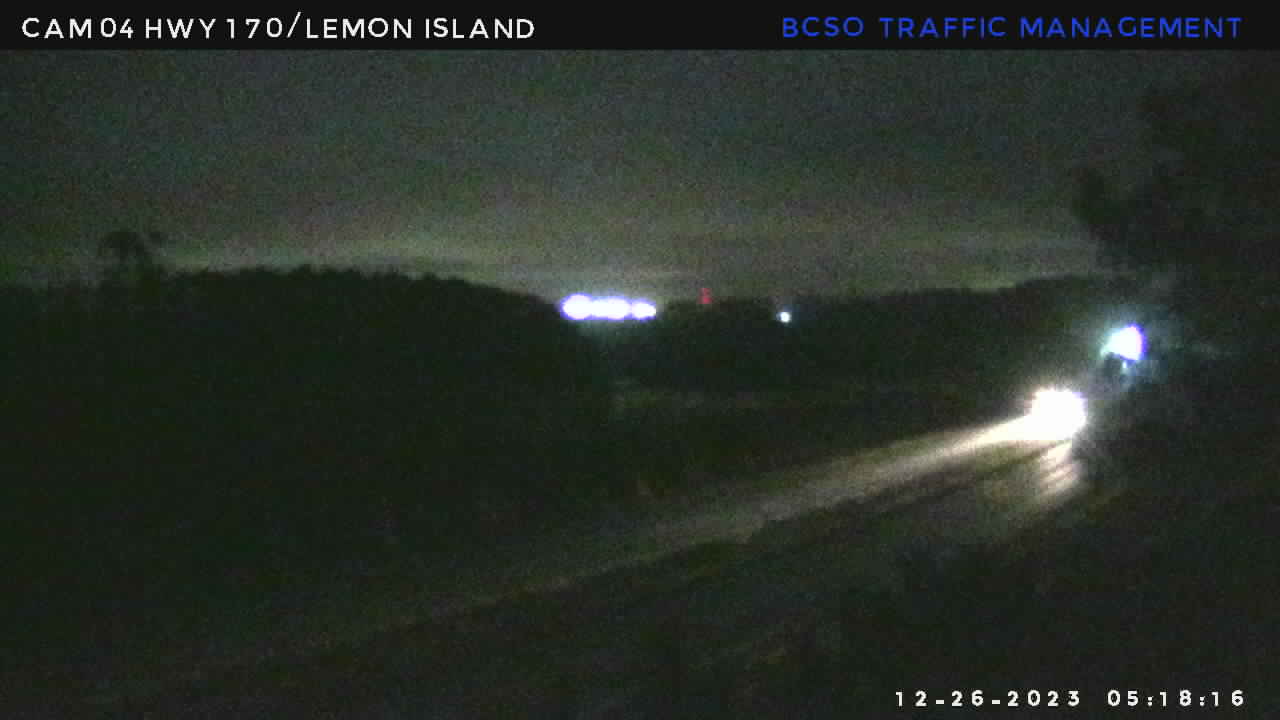 CAM04 HWY 170/LEMON ISLAND
BCSO TRAFFIC MANAGEMENT
12-26-2023 05:18:16